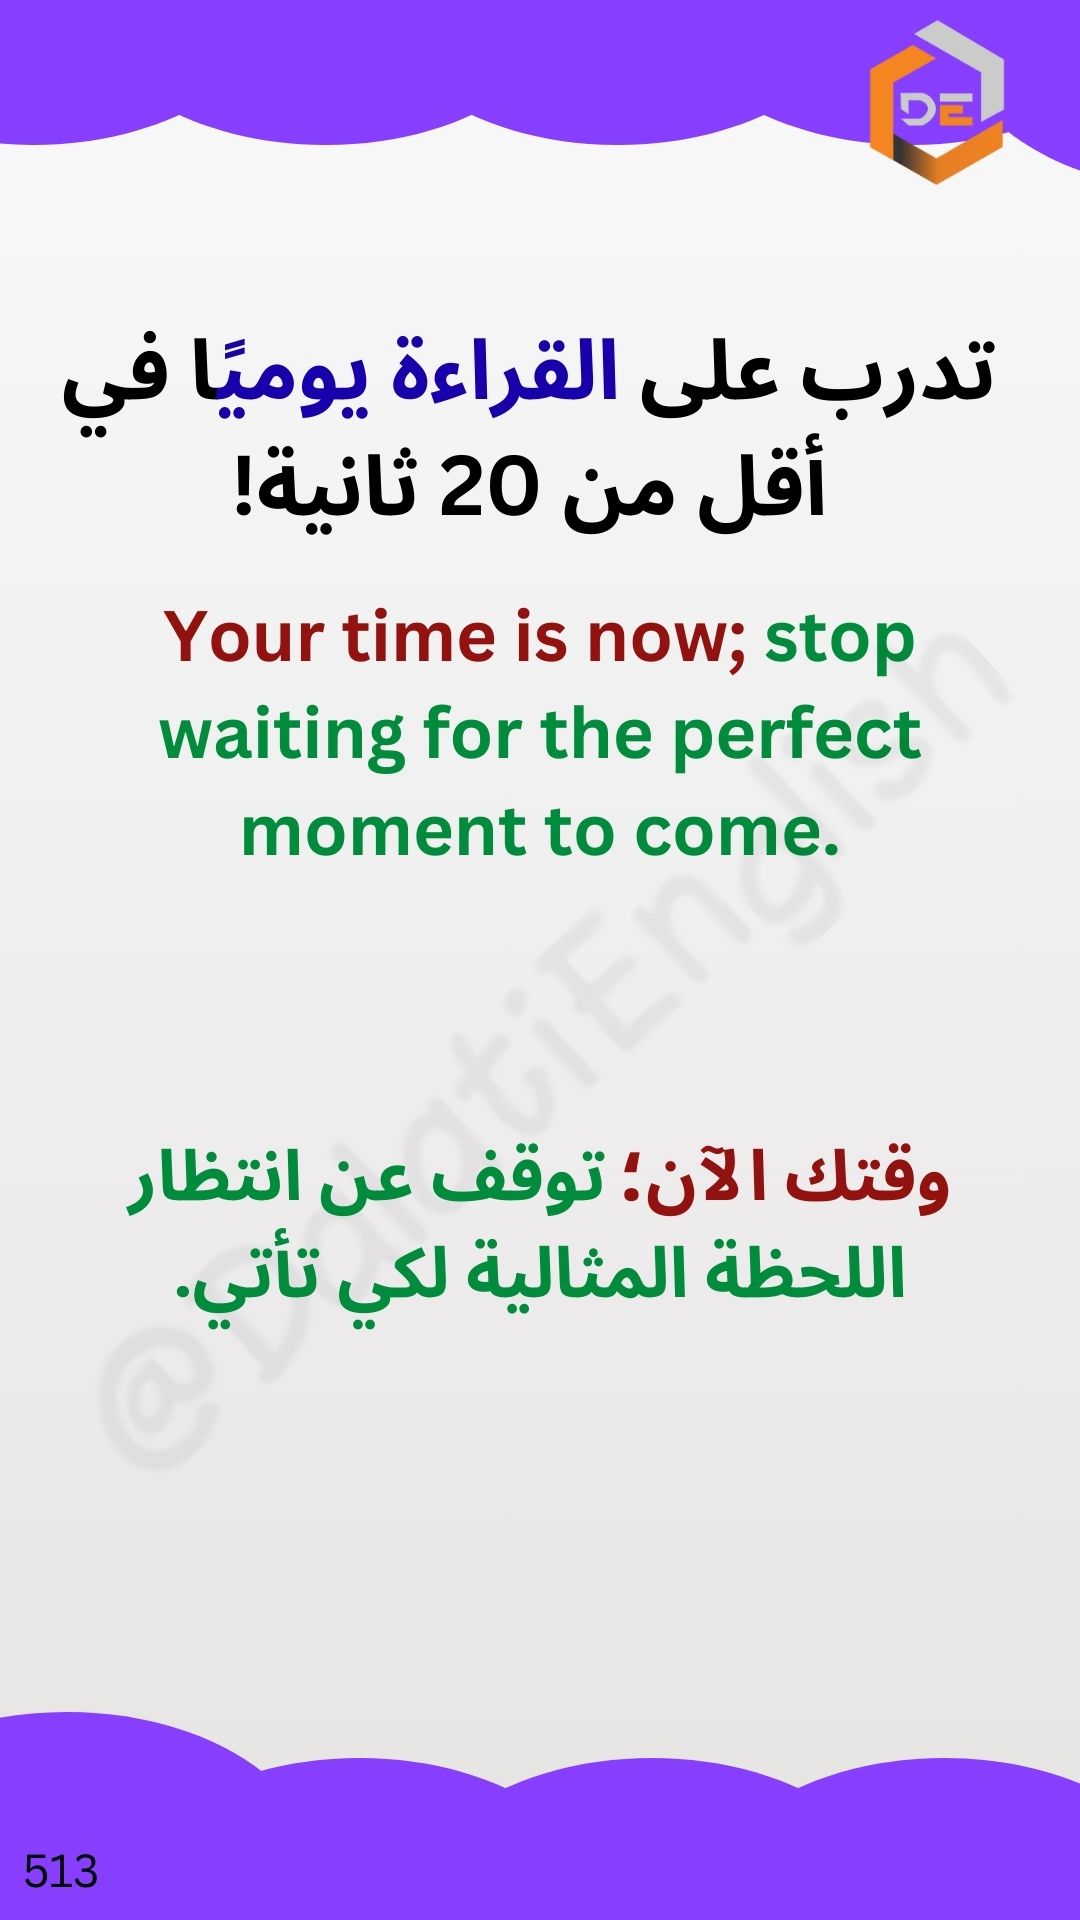 DE
تدرب على القراءة يوميًا في
أقل من 20 ثانية!
Your time is now; stop
waiting for the perfect
moment to come.
وقتك الآن؛ توقف عن انتظار
اللحظة المثالية لكي تأتي.
@DalatiEnglish
513